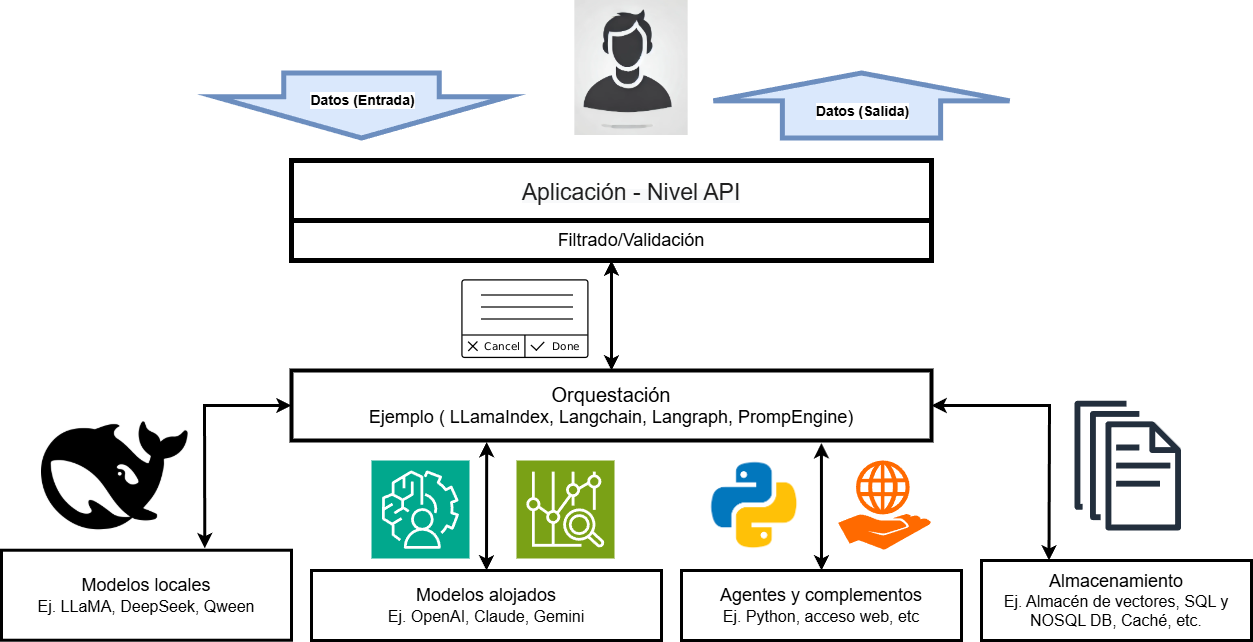 Datos (Entrada)
Datos (Salida)
Aplicación - Nivel API
Filtrado/Validación
Cancel
Done
Orquestación
Ejemplo ( LLamaIndex, Langchain, Langraph, PrompEngine)
Modelos locales
Ej. LLaMA, DeepSeek, Qween
Modelos alojados
Ej. OpenAI, Claude, Gemini
Agentes y complementos
Ej. Python, acceso web, etc
Almacenamiento
Ej. Almacén de vectores, SQL y
NOSQL DB, Caché, etc.